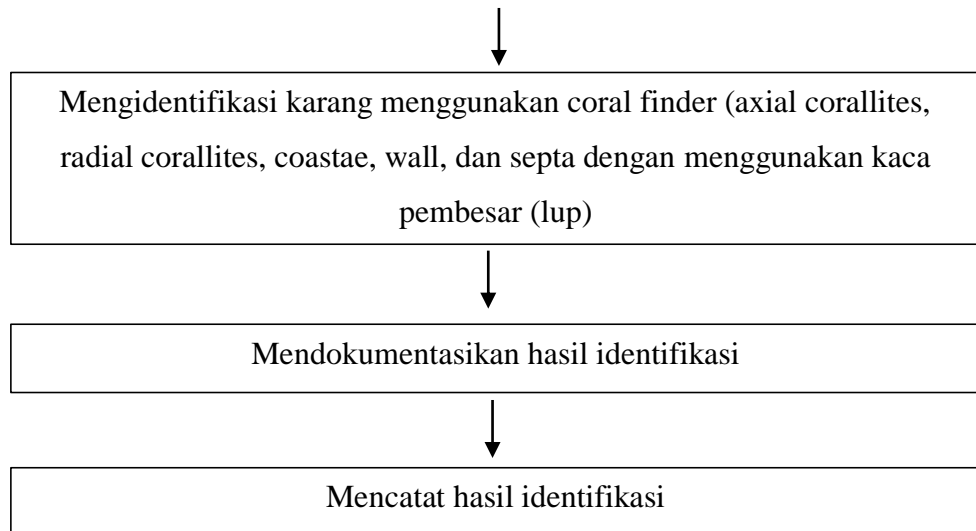 Mengidentifikasi karang menggunakan coral finder (axial corallites,
radial corallites, coastae, wall, dan septa dengan menggunakan kaca
pembesar (lup)
Mendokumentasikan hasil identifikasi
Mencatat hasil identifikasi